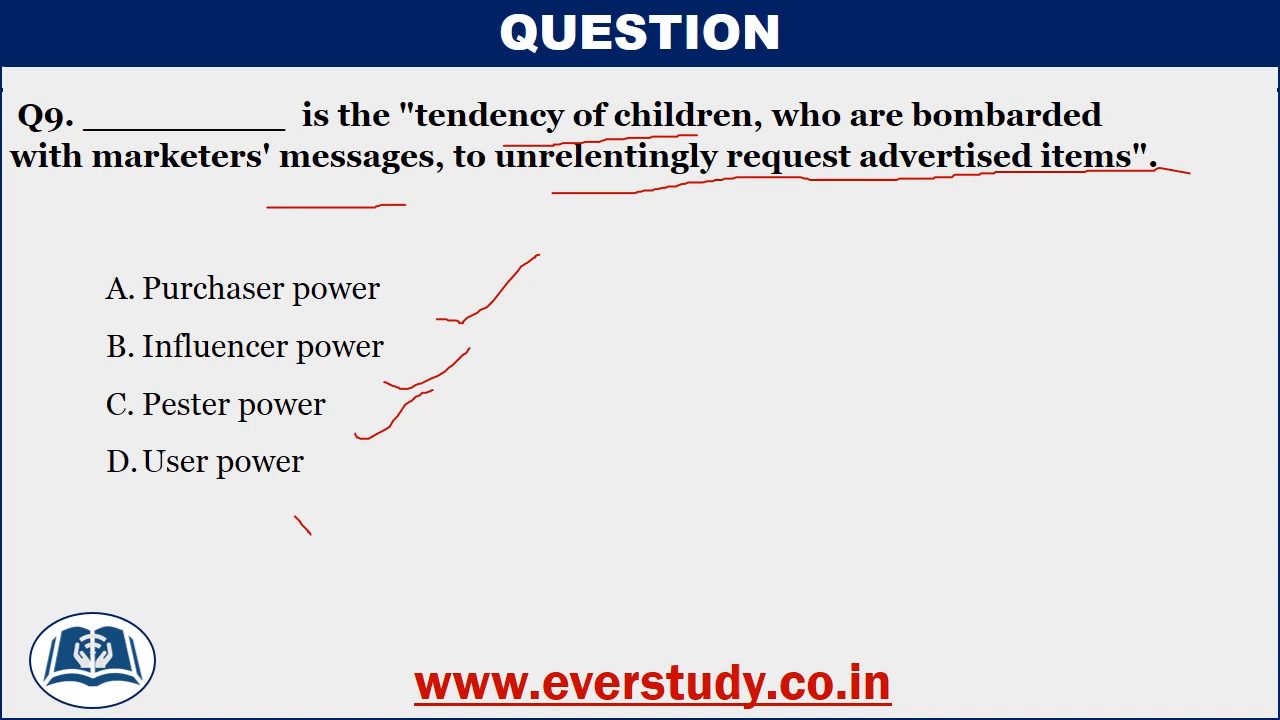 QUESTION
Q9. ____________ is the "tendency of children, who are bombarded
with marketers' messages, to unrelentingly request advertised items".
A. Purchaser power
B. Influencer power
C. Pester power
D. User power
www.everstudy.co.in